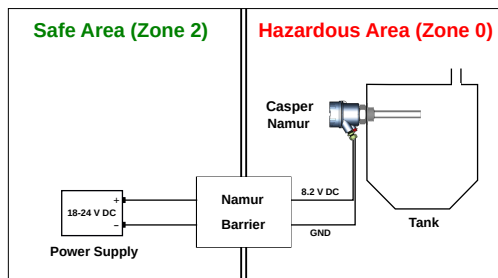 Safe Area (Zone 2)
Hazardous Area (Zone 0)
Casper
Namur
+
18-24 V DC
−
Power Supply
Namur
Barrier
8.2 V DC
GND
Tank